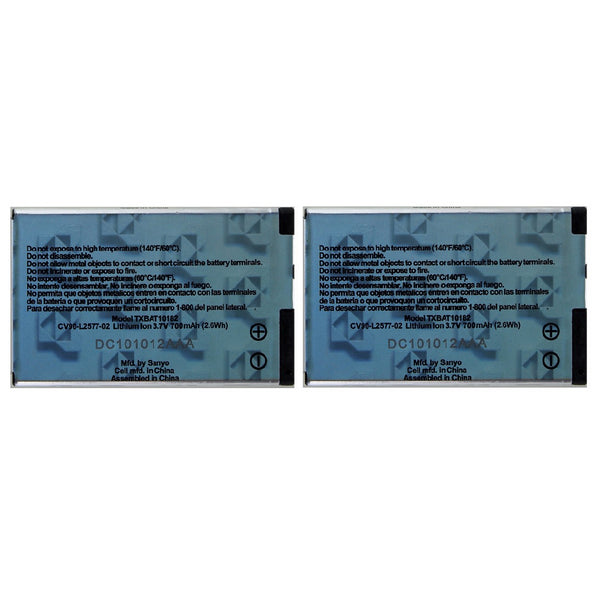 Do not expose to high temperature (140°F/60°C).
Do not disassemble.
Do not allow metal objects to contact or short circuit the battery terminals.
Do not incinerate or expose to fire.
No exponga a altas temperaturas (60°C/140°F).
No intente desensamblar. No incinere o exponga al fuego.
No permita que objetos metalicos entren en contacto con las terminales
de la bateria o que puedan ocasionar un cortocircuito.
Para desechar correctamente llame al numero 1-800 del panel lateral.
Model TXBAT10182
CV90-L2577-02 Lithium Ion 3.7V 700mAh (2.6Wh)
DC101012AAA
Mfd. by Sanyo
Cell mfd. in China
Assembled in China
Do not expose to high temperature (140°F/60°C).
Do not disassemble.
Do not allow metal objects to contact or short circuit the battery terminals.
Do not incinerate or expose to fire.
No exponga a altas temperaturas (60°C/140°F).
No intente desensamblar. No incinere o exponga al fuego.
No permita que objetos metalicos entren en contacto con las terminales
de la bateria o que puedan ocasionar un cortocircuito.
Para desechar correctamente llame al numero 1-800 del panel lateral.
Model TXBAT10182
CV90-L2577-02 Lithium Ion 3.7V 700mAh (2.6Wh)
DC101012AAA
Mfd. by Sanyo
Cell mfd. in China
Assembled in China